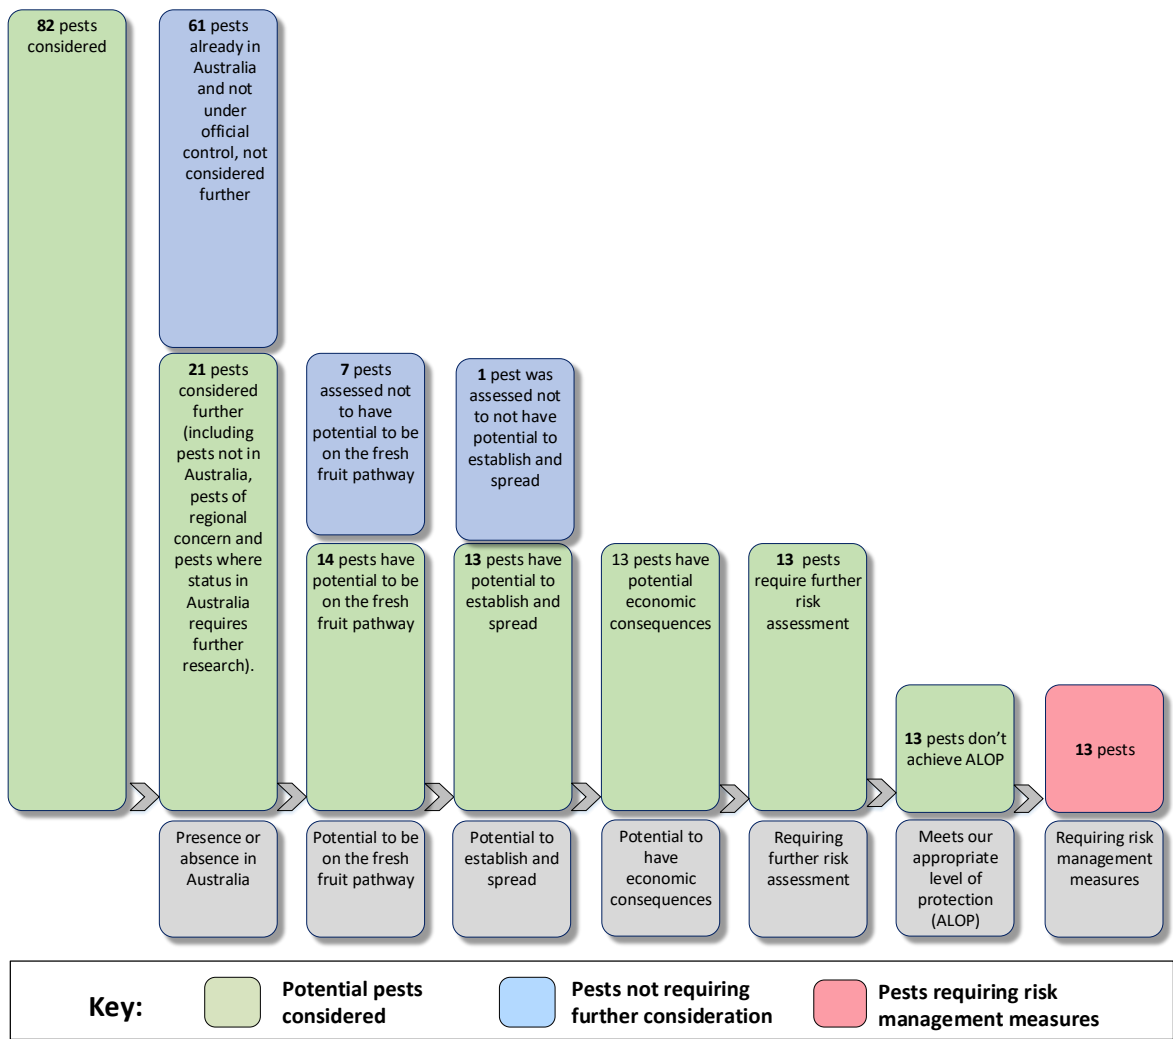 82 pests
considered
61 pests
already in
Australia
and not
under
official
control, not
considered
further
21 pests
considered
further
(including
pests not in
Australia,
pests of
regional
concern and
pests where
status in
Australia
requires
further
research).
7 pests
assessed not
to have
potential to be
on the fresh
fruit pathway
14 pests have
potential to be
on the fresh
fruit pathway
1 pest was
assessed not
to not have
potential to
establish and
spread
13 pests have
potential to
establish and
spread
13 pests have
potential
economic
consequences
13 pests
require further
risk
assessment
13 pests don’t
achieve ALOP
13 pests
Presence or
absence in
Australia
Potential to be
on the fresh
fruit pathway
Potential to
establish and
spread
Potential to
have
economic
consequences
Requiring
further risk
assessment
Meets our
appropriate
level of
protection
(ALOP)
Requiring risk
management
measures
Key:
Potential pests
considered
Pests not requiring
further consideration
Pests requiring risk
management measures